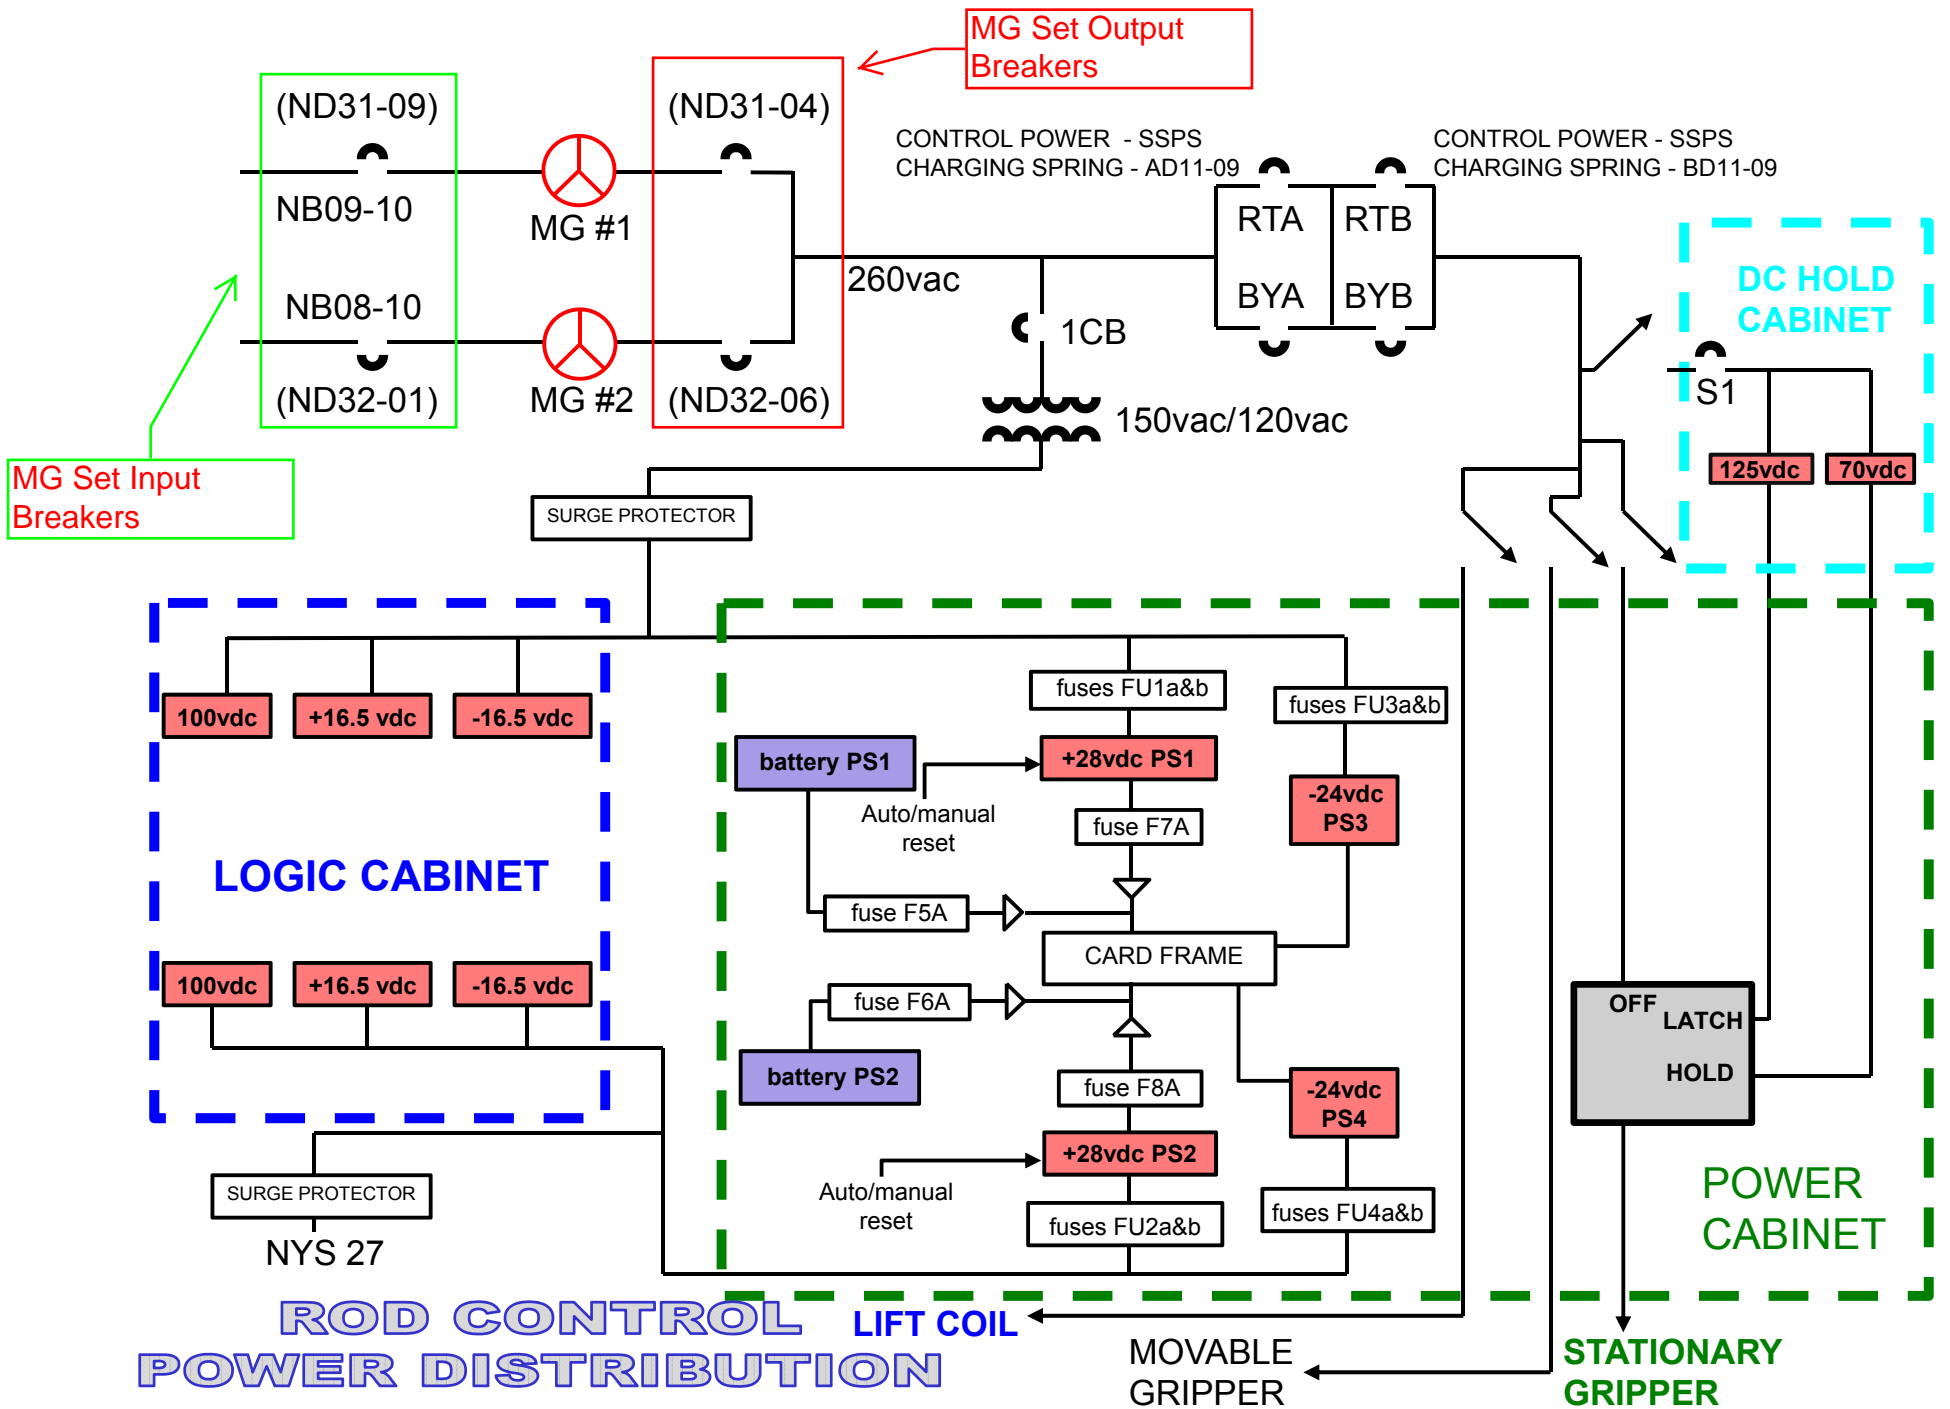 MG Set Output
Breakers
(ND31-09)
(ND31-04)
CONTROL POWER - SSPS
CHARGING SPRING - AD11-09
CONTROL POWER - SSPS
CHARGING SPRING - BD11-09
NB09-10
MG #1
RTA
RTB
260vac
BYA
BYB
DC HOLD
CABINET
NB08-10
1CB
(ND32-01)
MG #2
(ND32-06)
S1
150vac/120vac
MG Set Input
Breakers
125vdc
70vdc
SURGE PROTECTOR
100vdc
+16.5 vdc
-16.5 vdc
fuses FU1a&b
fuses FU3a&b
battery PS1
+28vdc PS1
-24vdc
PS3
Auto/manual
reset
fuse F7A
LOGIC CABINET
fuse F5A
CARD FRAME
100vdc
+16.5 vdc
-16.5 vdc
fuse F6A
OFF
LATCH
HOLD
battery PS2
fuse F8A
-24vdc
PS4
+28vdc PS2
SURGE PROTECTOR
Auto/manual
reset
fuses FU2a&b
fuses FU4a&b
POWER
CABINET
NYS 27
ROD CONTROL
POWER DISTRIBUTION
LIFT COIL
MOVABLE
GRIPPER
STATIONARY
GRIPPER